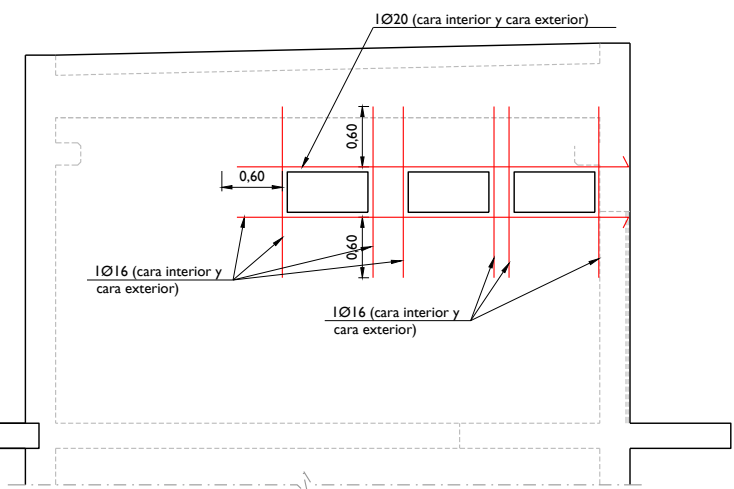 1Ø20 (cara interior y cara exterior)
0,60
0,60
0,60
1Ø16 (cara interior y
cara exterior)
1Ø16 (cara interior y
cara exterior)